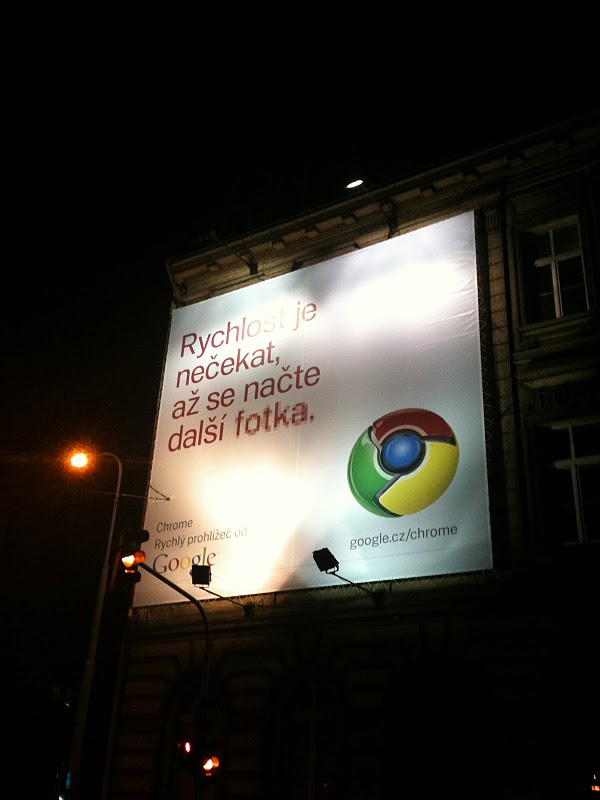 Rychlost je
nečekat,
až se načte
další fotka.
Chrome
Rychlý prohlížeč od
Google
google.cz/chrome